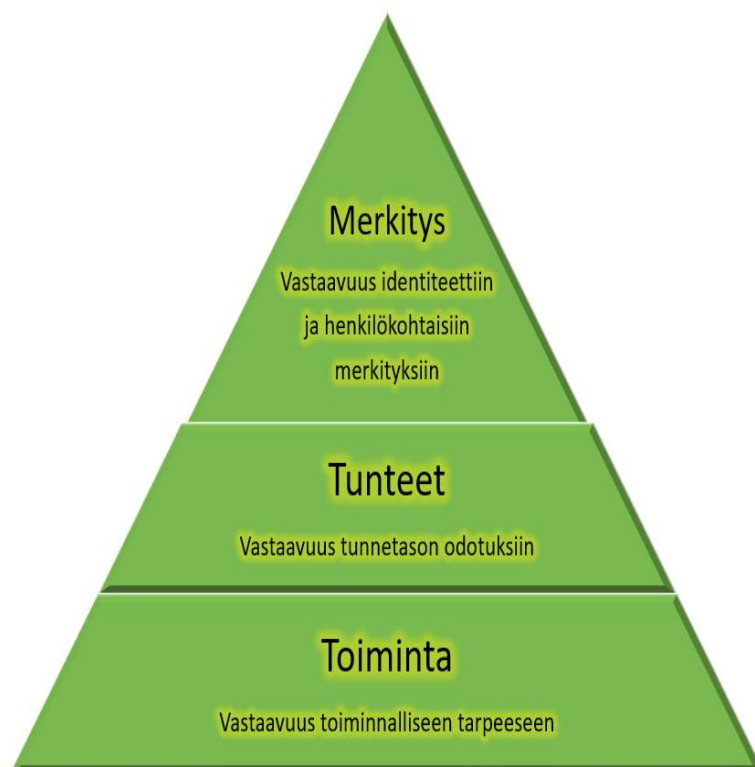 Merkitys
Vastaavuus identiteettiin
ja henkilökohtaisiin
merkityksiin
Tunteet
Vastaavuus tunnetason odotuksiin
Toiminta
Vastaavuus toiminnalliseen tarpeeseen